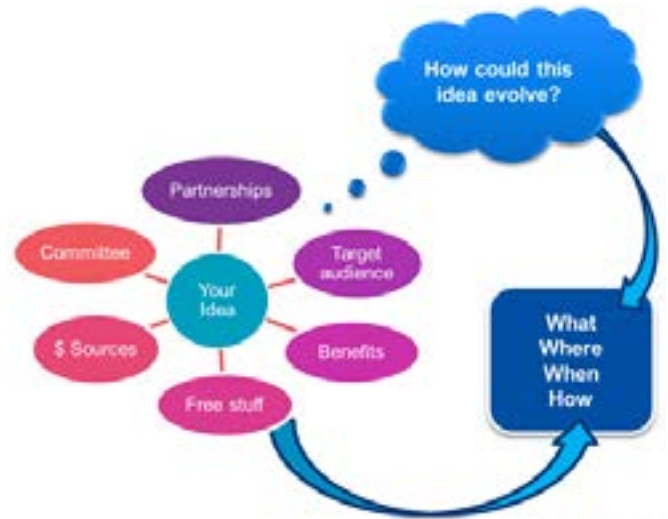 How could this
idea evolve?
Partnerships
Committee
Target
audience
Your
Idea
$ Sources
Benefits
Free stuff
What
Where
When
How